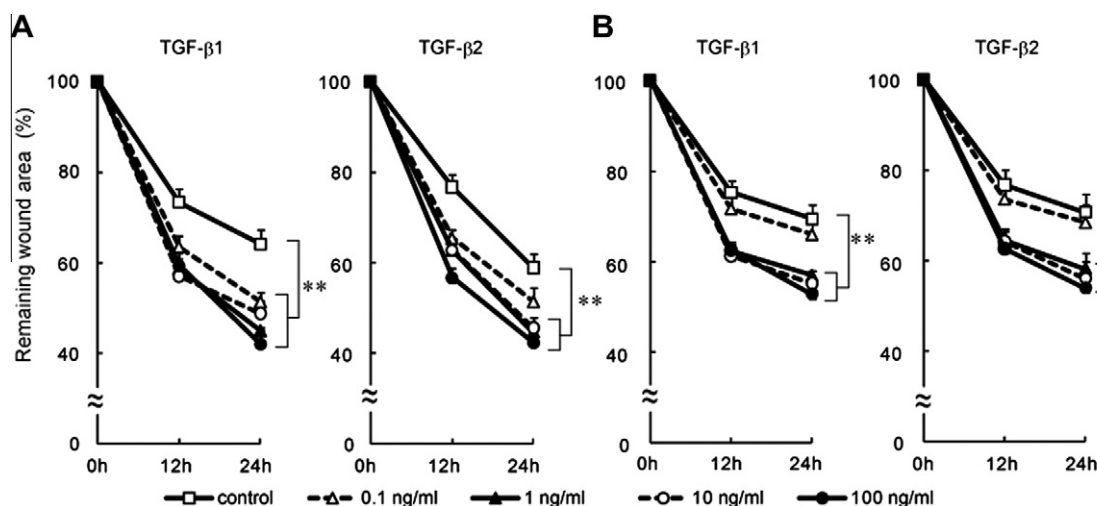 A
B
TGF-β1
TGF-β2
TGF-β1
TGF-β2
Remaining wound area (%)
100
80
60
40
0
100
80
60
40
0
100
80
60
40
0
100
80
60
40
0
**
**
**
≈
≈
≈
≈
0h 12h 24h
0h 12h 24h
0h 12h 24h
0h 12h 24h
control 0.1 ng/ml 1 ng/ml 10 ng/ml 100 ng/ml